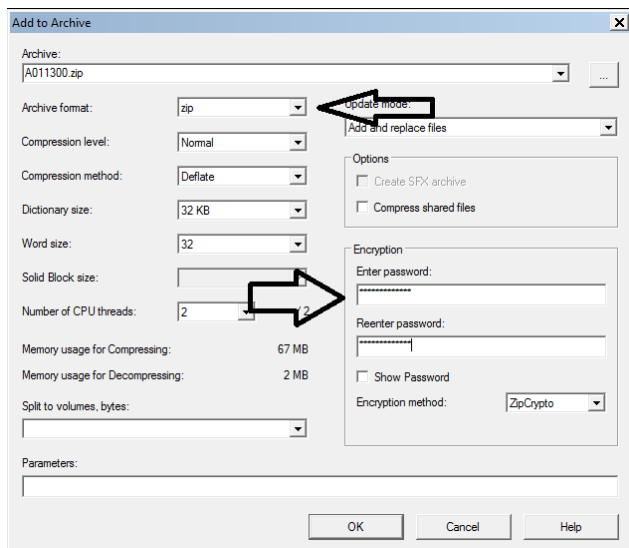 Add to Archive
Archive:
A011300.zip
...
Archive format:
zip
Update mode:
Add and replace files
Compression level:
Normal
Compression method:
Deflate
Dictionary size:
32 KB
Word size:
32
Solid Block size:
Number of CPU threads:
2
/ 2
Memory usage for Compressing:
67 MB
Memory usage for Decompressing:
2 MB
Split to volumes, bytes:
Options
Create SFX archive
Compress shared files
Encryption
Enter password:
*************
Reenter password:
*************
Show Password
Encryption method:
ZipCrypto
Parameters:
OK
Cancel
Help